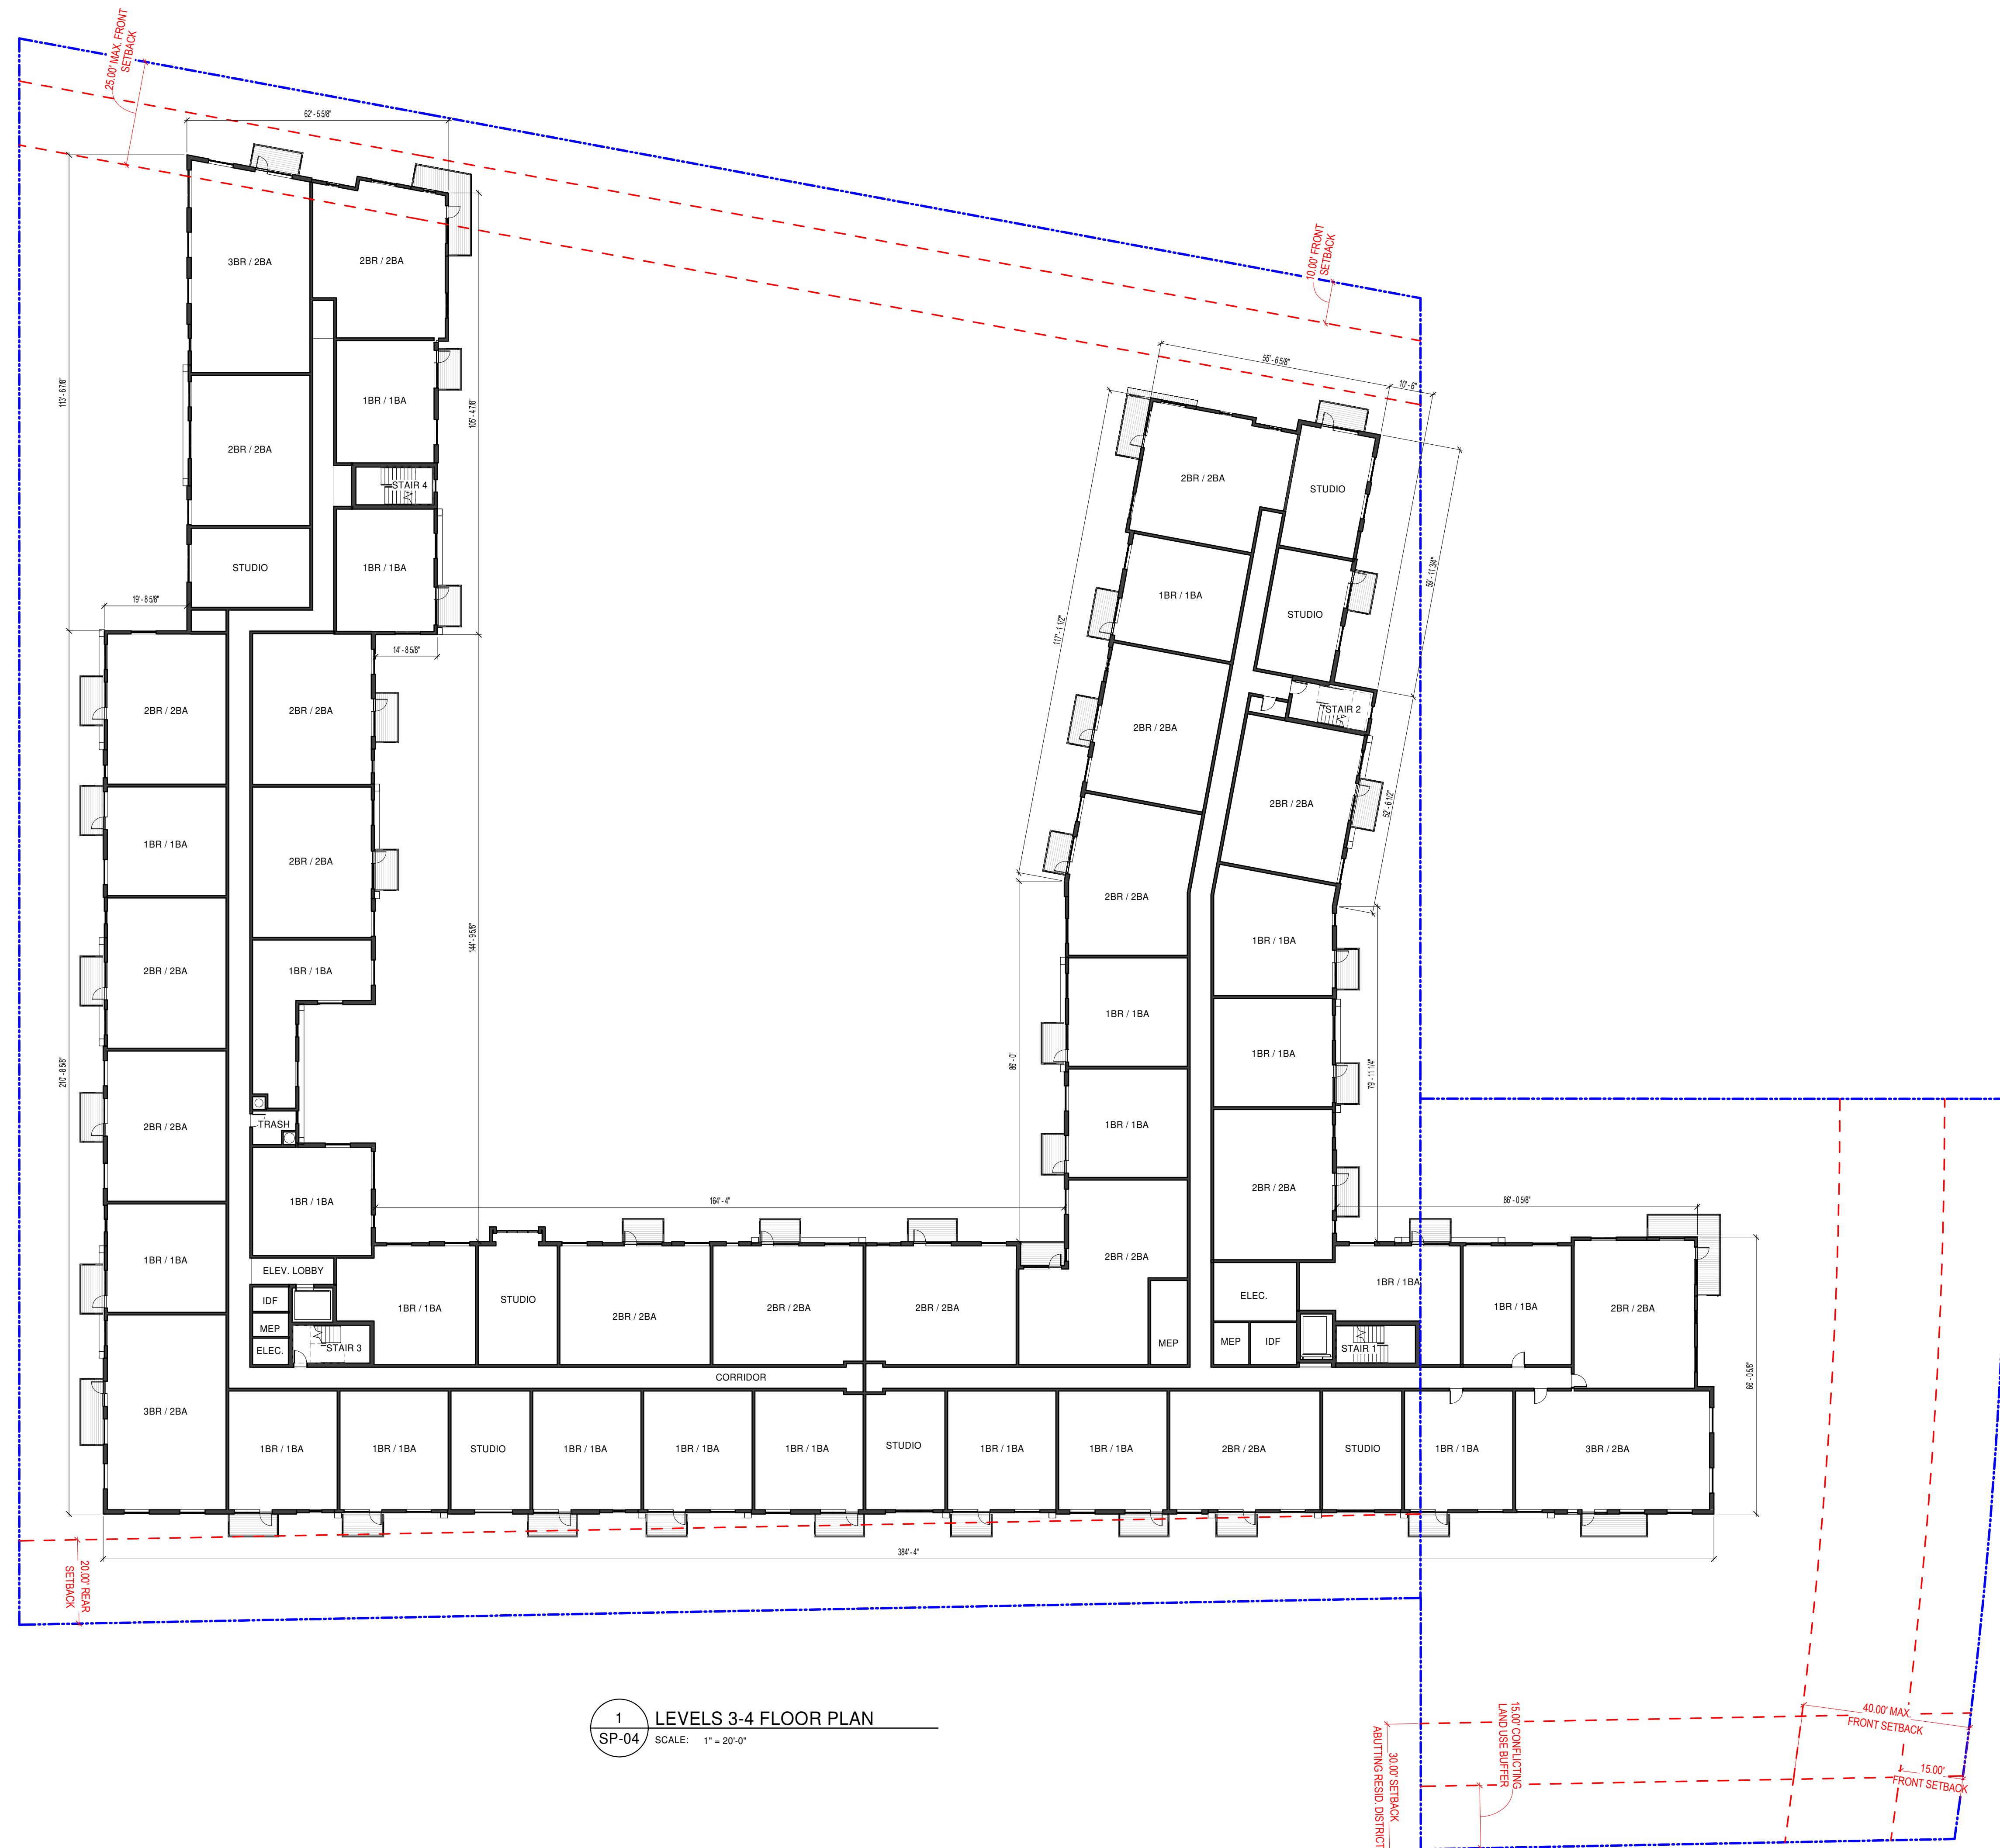 25.00' MAX. FRONT
SETBACK
62' - 5 5/8"
10.00' FRONT
SETBACK
3BR / 2BA
2BR / 2BA
113' - 6 7/8"
1BR / 1BA
105' - 4 7/8"
2BR / 2BA
STAIR 4
STUDIO
1BR / 1BA
19' - 8 5/8"
14' - 8 5/8"
55' - 6 5/8"
10' - 6"
2BR / 2BA
STUDIO
1BR / 1BA
STUDIO
59' - 11 3/4"
117' - 1 1/2"
2BR / 2BA
STAIR 2
2BR / 2BA
52' - 6 1/2"
2BR / 2BA
2BR / 2BA
1BR / 1BA
2BR / 2BA
2BR / 2BA
1BR / 1BA
144' - 9 5/8"
2BR / 2BA
1BR / 1BA
1BR / 1BA
1BR / 1BA
86' - 0"
79' - 11 1/4"
210' - 8 5/8"
2BR / 2BA
TRASH
1BR / 1BA
1BR / 1BA
2BR / 2BA
164' - 4"
86' - 0 5/8"
1BR / 1BA
ELEV. LOBBY
IDF
MEP
ELEC.
STAIR 3
1BR / 1BA
STUDIO
2BR / 2BA
2BR / 2BA
2BR / 2BA
2BR / 2BA
MEP
ELEC.
MEP
IDF
1BR / 1BA
STAIR 1
1BR / 1BA
2BR / 2BA
CORRIDOR
66' - 0 5/8"
3BR / 2BA
1BR / 1BA
1BR / 1BA
STUDIO
1BR / 1BA
1BR / 1BA
1BR / 1BA
STUDIO
1BR / 1BA
1BR / 1BA
2BR / 2BA
STUDIO
1BR / 1BA
3BR / 2BA
384' - 4"
20.00' REAR
SETBACK
1
SP-04
LEVELS 3-4 FLOOR PLAN
SCALE: 1" = 20'-0"
15.00' CONFLICTING
LAND USE BUFFER
30.00' SETBACK
ABUTTING RESID. DISTRICT
40.00' MAX.
FRONT SETBACK
15.00'
FRONT SETBACK